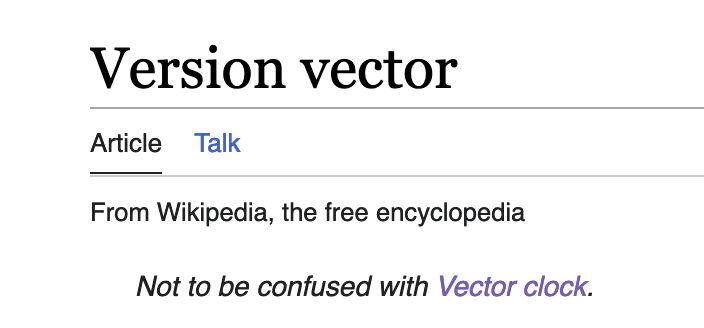 Version vector
Article Talk
From Wikipedia, the free encyclopedia
Not to be confused with Vector clock.